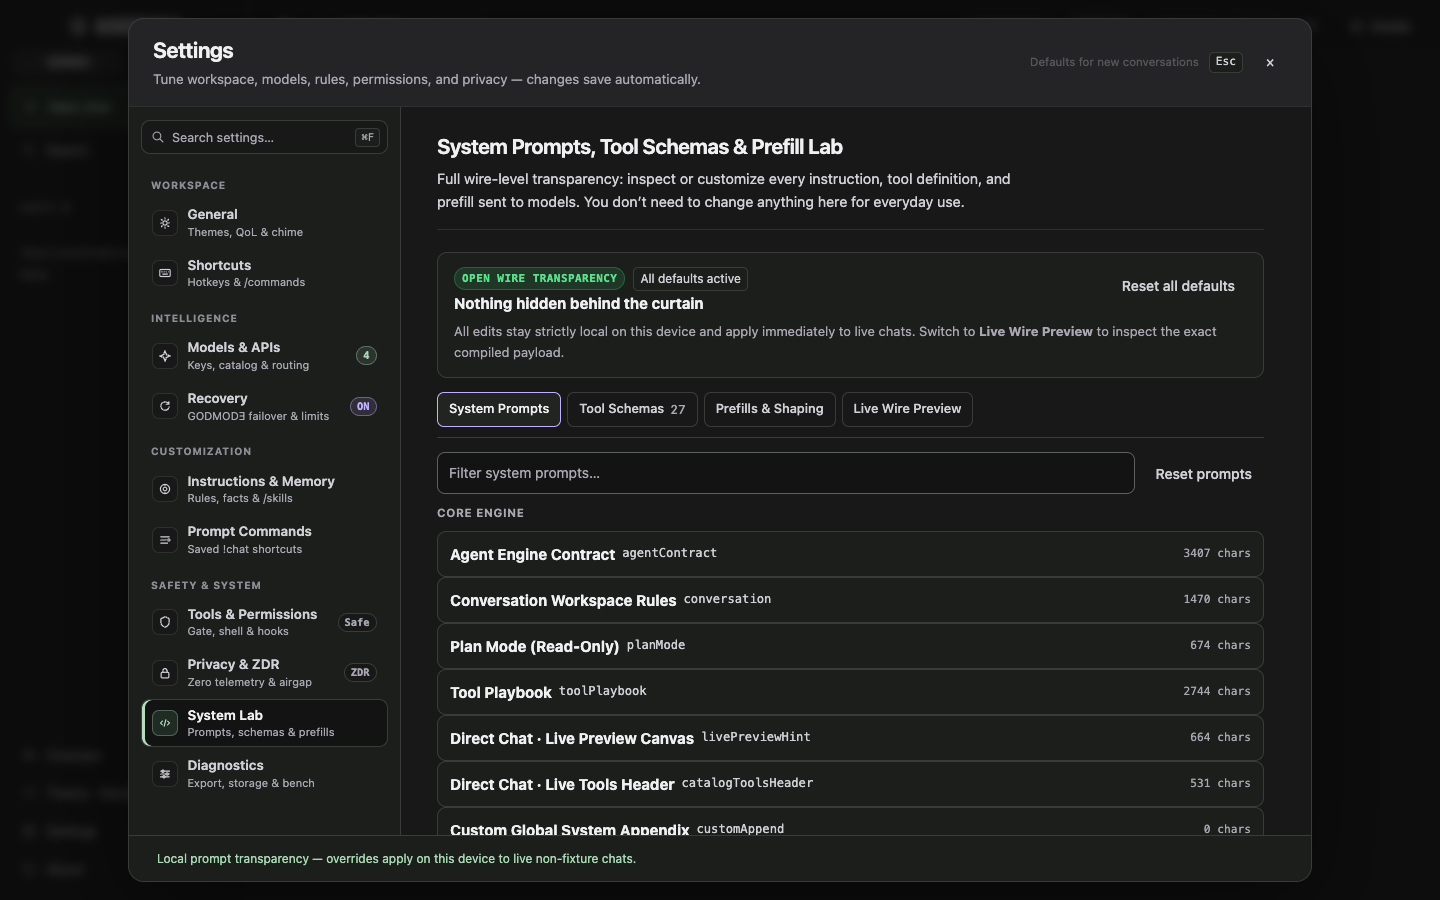 Settings
Tune workspace, models, rules, permissions, and privacy — changes save automatically.
Defaults for new conversations Esc ×
Search settings... ⌘F
WORKSPACE
General
Themes, QoL & chime
Shortcuts
Hotkeys & /commands
INTELLIGENCE
Models & APIs
Keys, catalog & routing
4
Recovery
GODMODƎ failover & limits
ON
CUSTOMIZATION
Instructions & Memory
Rules, facts & /skills
Prompt Commands
Saved !chat shortcuts
SAFETY & SYSTEM
Tools & Permissions
Gate, shell & hooks
Safe
Privacy & ZDR
Zero telemetry & airgap
ZDR
System Lab
Prompts, schemas & prefills
Diagnostics
Export, storage & bench
System Prompts, Tool Schemas & Prefill Lab
Full wire-level transparency: inspect or customize every instruction, tool definition, and
prefill sent to models. You don’t need to change anything here for everyday use.
OPEN WIRE TRANSPARENCY All defaults active
Nothing hidden behind the curtain
Reset all defaults
All edits stay strictly local on this device and apply immediately to live chats. Switch to Live Wire Preview to inspect the exact
compiled payload.
System Prompts Tool Schemas 27 Prefills & Shaping Live Wire Preview
Filter system prompts... Reset prompts
CORE ENGINE
Agent Engine Contract agentContract 3407 chars
Conversation Workspace Rules conversation 1470 chars
Plan Mode (Read-Only) planMode 674 chars
Tool Playbook toolPlaybook 2744 chars
Direct Chat · Live Preview Canvas livePreviewHint 664 chars
Direct Chat · Live Tools Header catalogToolsHeader 531 chars
Custom Global System Appendix customAppend 0 chars
Local prompt transparency — overrides apply on this device to live non-fixture chats.